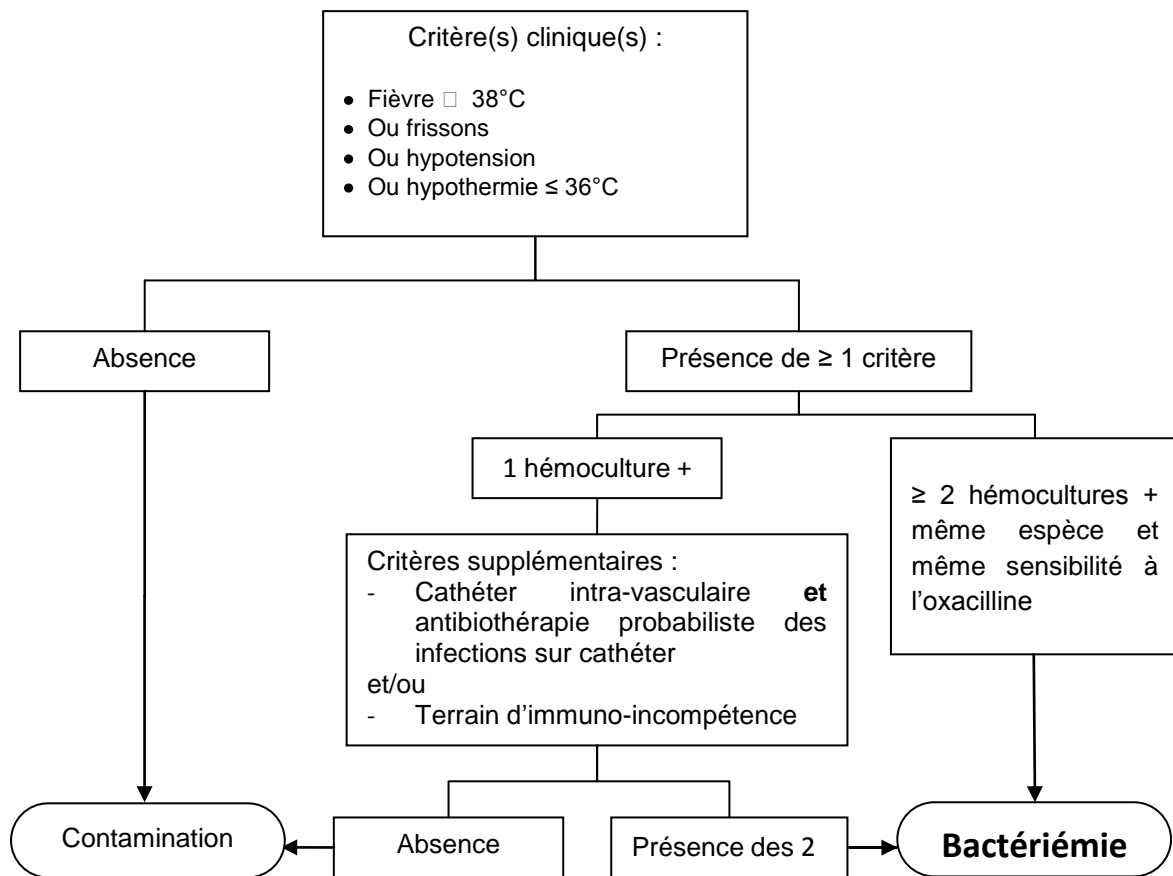 Critère(s) clinique(s) :
• Fièvre □ 38°C
• Ou frissons
• Ou hypotension
• Ou hypothermie ≤ 36°C
Absence
Présence de ≥ 1 critère
1 hémoculture +
≥ 2 hémocultures +
même espèce et
même sensibilité à
l'oxacilline
Critères supplémentaires :
- Cathéter intra-vasculaire et
antibiothérapie probabiliste des
infections sur cathéter
et/ou
- Terrain d'immuno-incompétence
Contamination
Absence
Présence des 2
Bactériémie